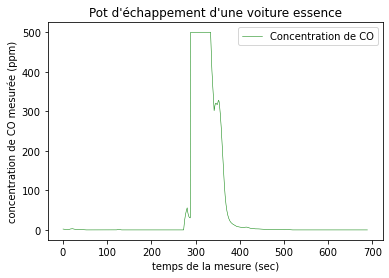 Pot d'échappement d'une voiture essence
Concentration de CO
concentration de CO mesurée (ppm)
500
400
300
200
100
0
0 100 200 300 400 500 600 700
temps de la mesure (sec)